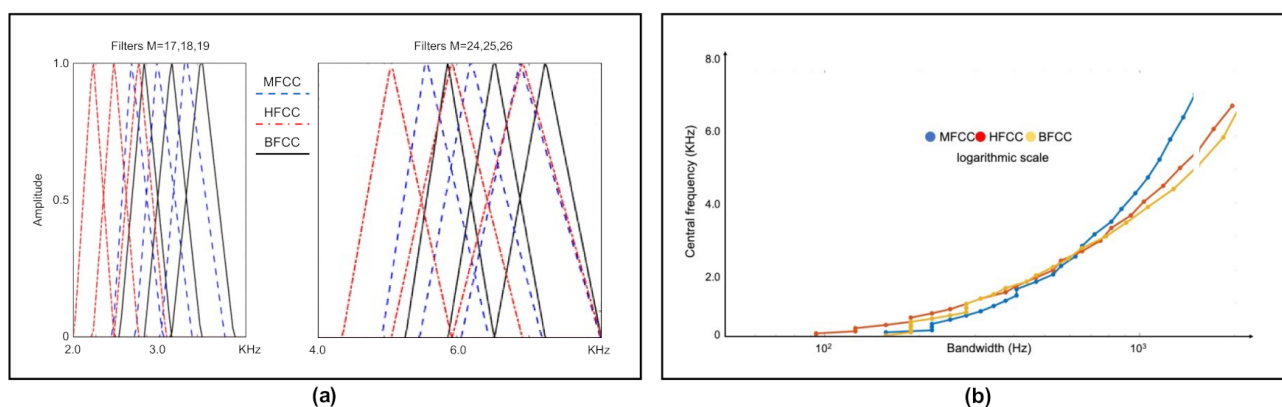 Filters M=17,18,19
Filters M=24,25,26
1.0
0.5
0
Amplitude
2.0
3.0
KHz
MFCC
HFCC
BFCC
4.0
6.0
KHz
(a)
8.0
6.0
4.0
2.0
0
Central frequency (KHz)
MFCC HFCC BFCC
logarithmic scale
10²
Bandwidth (Hz)
10³
(b)